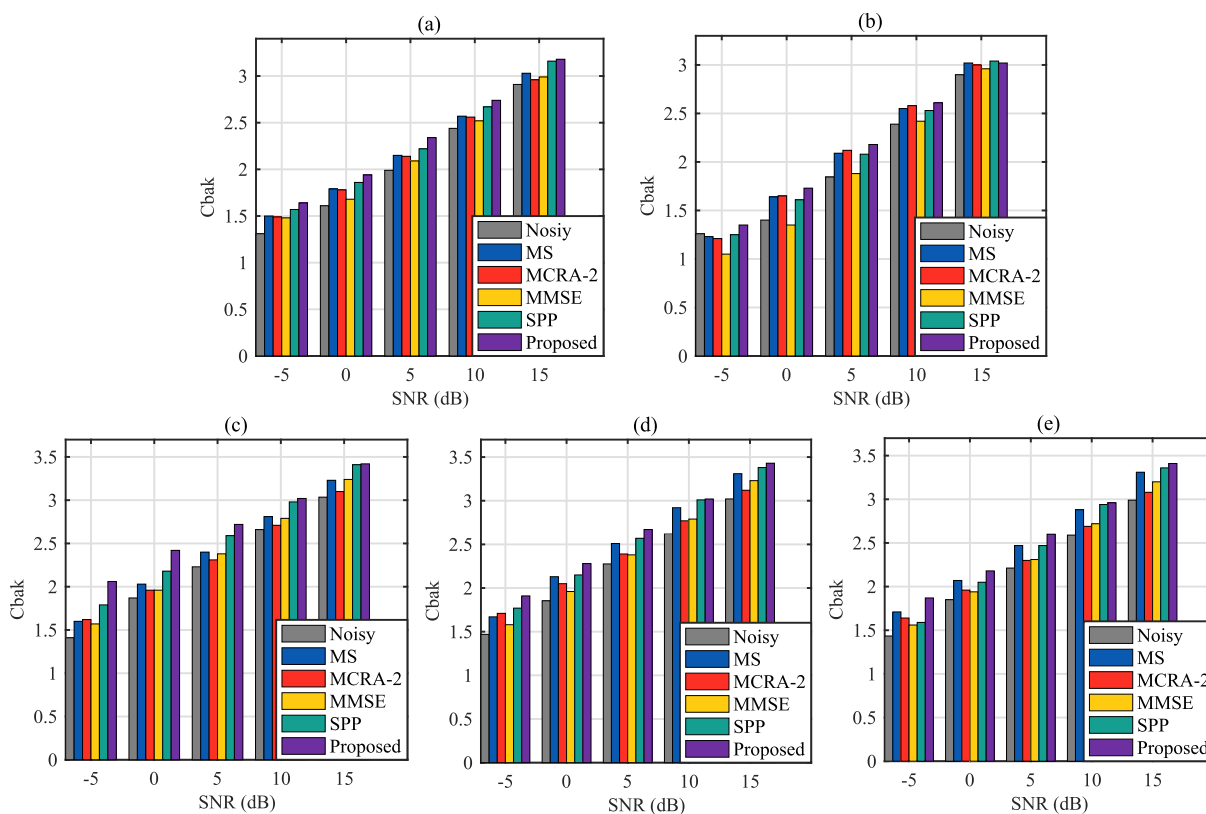 (a)
Cbak
3
2.5
2
1.5
1
0.5
0
-5 0 5 10 15
SNR (dB)
Nosiy
MS
MCRA-2
MMSE
SPP
Proposed
(b)
Cbak
3
2.5
2
1.5
1
0.5
0
-5 0 5 10 15
SNR (dB)
Noisy
MS
MCRA-2
MMSE
SPP
Proposed
(c)
Cbak
3.5
3
2.5
2
1.5
1
0.5
0
-5 0 5 10 15
SNR (dB)
Noisy
MS
MCRA-2
MMSE
SPP
Proposed
(d)
Cbak
3.5
3
2.5
2
1.5
1
0.5
0
-5 0 5 10 15
SNR (dB)
Noisy
MS
MCRA-2
MMSE
SPP
Proposed
(e)
Cbak
3.5
3
2.5
2
1.5
1
0.5
0
-5 0 5 10 15
SNR (dB)
Noisy
MS
MCRA-2
MMSE
SPP
Proposed